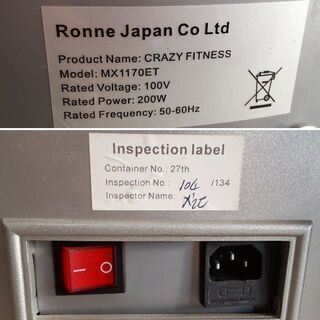 Ronne Japan Co Ltd
Product Name: CRAZY FITNESS
Model: MX1170ET
Rated Voltage: 100V
Rated Power: 200W
Rated Frequency: 50-60Hz
Inspection label
Container No.: 27th
Inspection No.: 104 /134
Inspector Name: